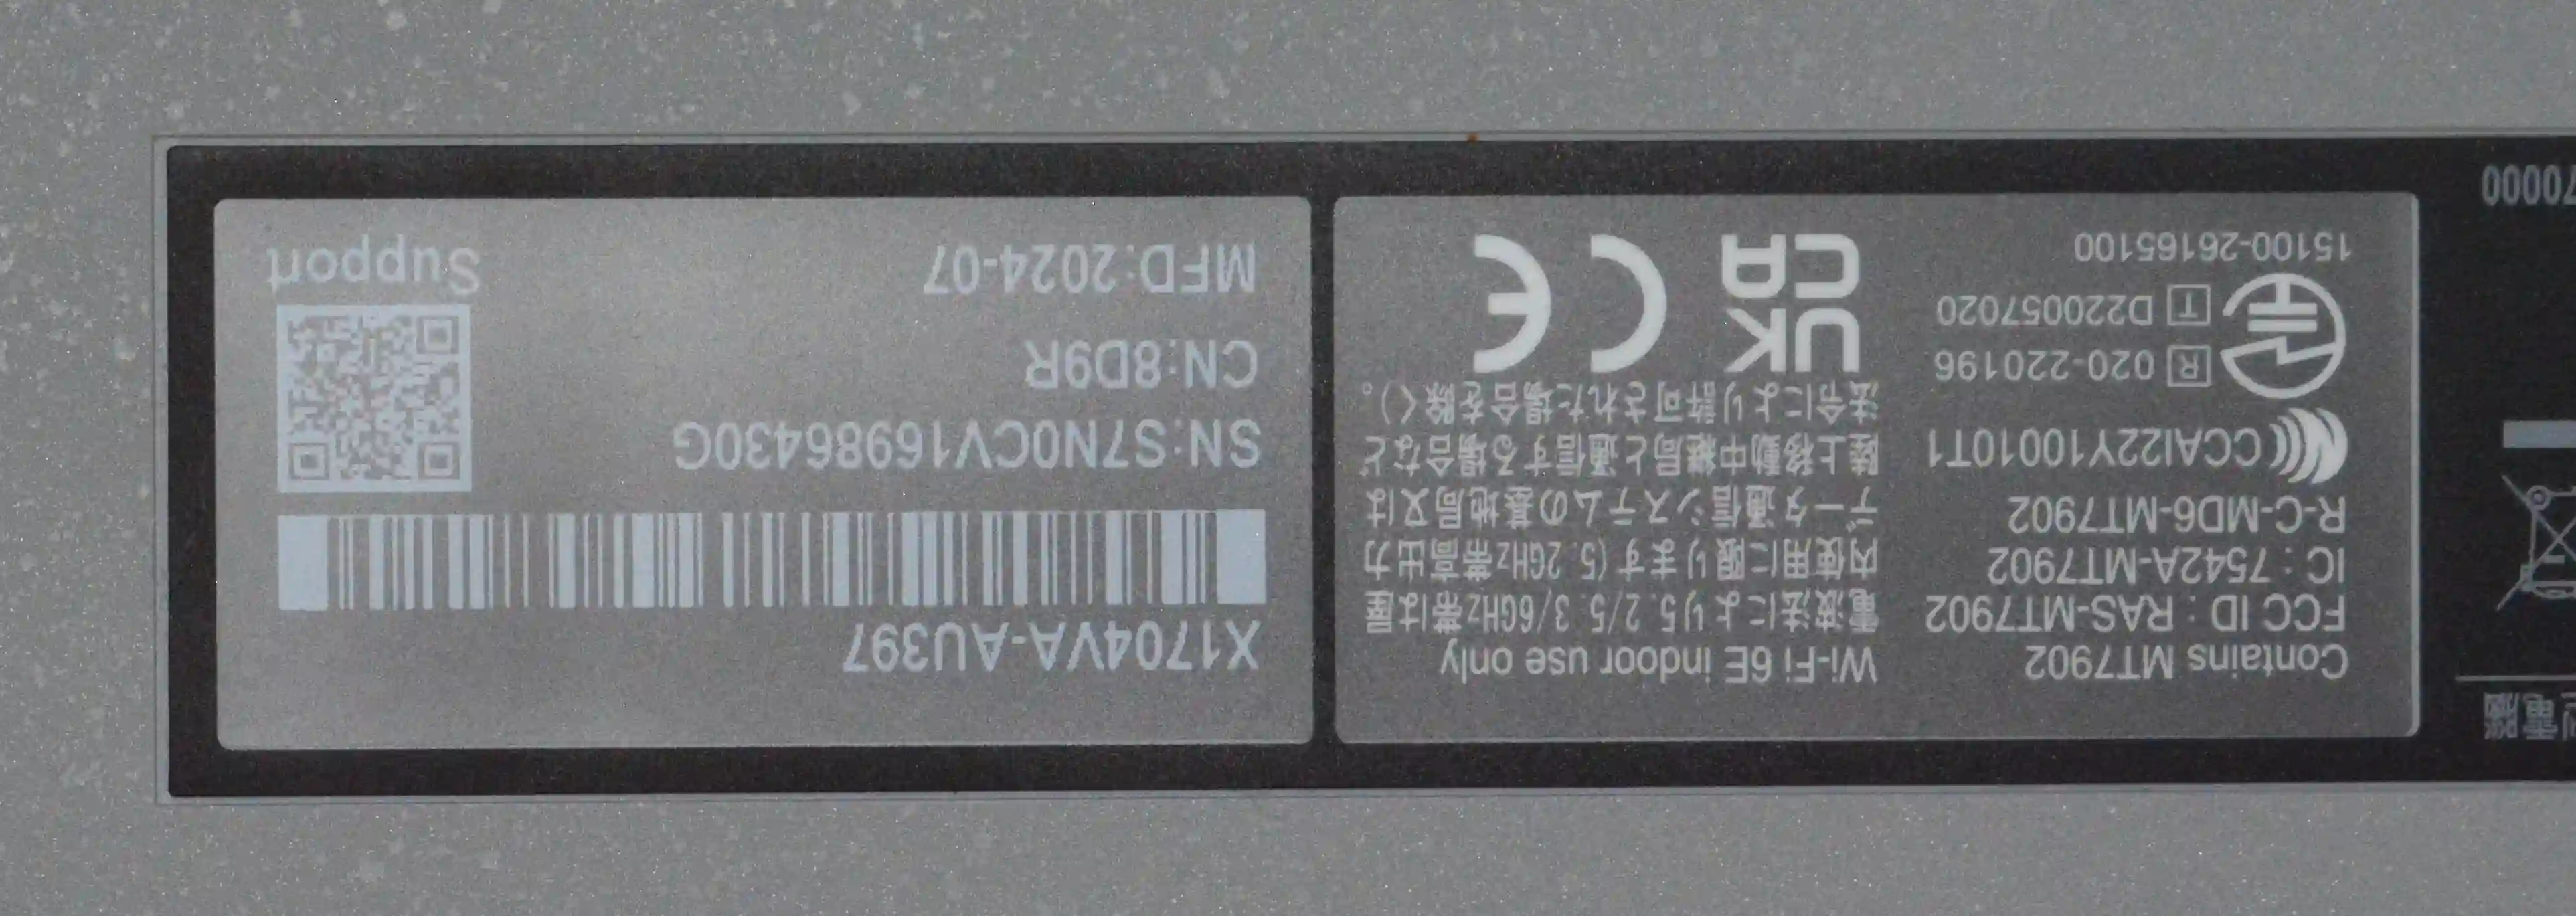 Contains MT7902
FCC ID : RAS-MT7902
IC : 7542A-MT7902
R-C-MD6-MT7902
CCAI22Y10010T1
R 020-220196
T D220057020
15100-26165100
Wi-Fi 6E indoor use only
電波法により5.2/5.3/6GHz帯は屋
内使用に限ります(5.2GHz帯高出力
データ通信システムの基地局又は
陸上移動中継局と通信する場合など
法令により許可された場合を除く)。
UK
CA
CE
X1704VA-AU397
SN:S7N0CV16986430G
CN:8D9R
MFD:2024-07
Support
電腦
70000